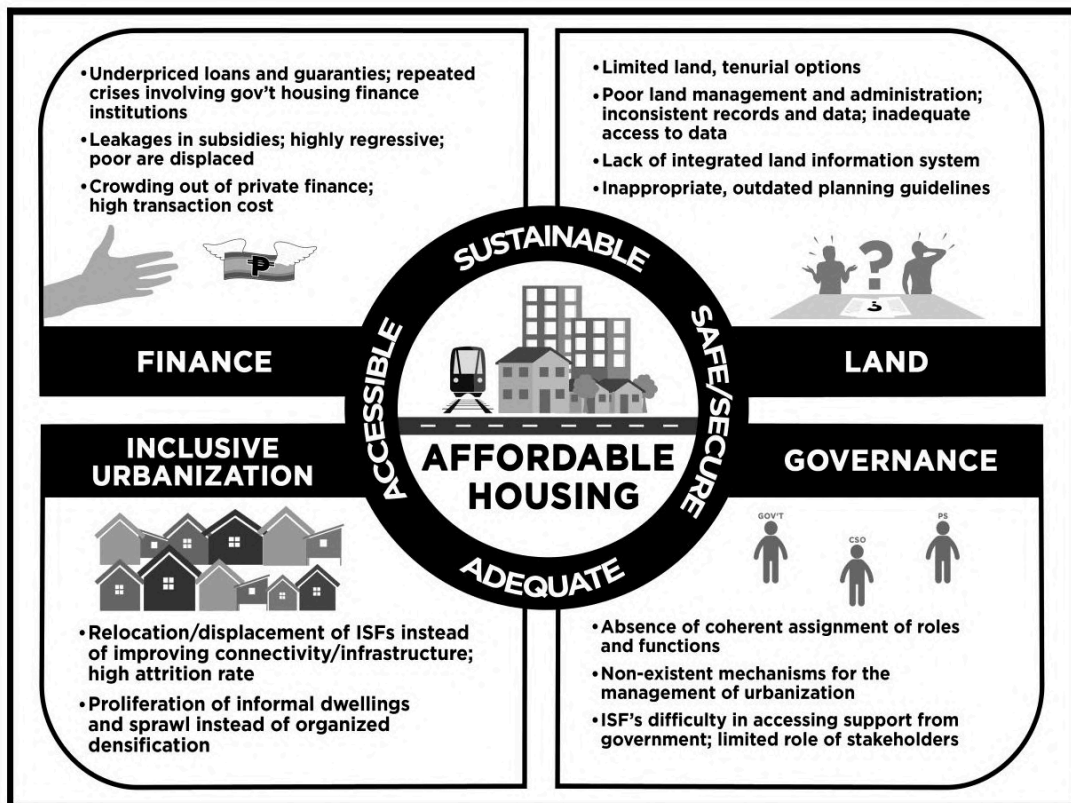 •Underpriced loans and guaranties; repeated
crises involving gov't housing finance
institutions
•Leakages in subsidies; highly regressive;
poor are displaced
•Crowding out of private finance;
high transaction cost
₱
FINANCE
•Limited land, tenurial options
•Poor land management and administration;
inconsistent records and data; inadequate
access to data
•Lack of integrated land information system
•Inappropriate, outdated planning guidelines
?
LAND
SUSTAINABLE
SAFE/SECURE
ADEQUATE
ACCCESSIBLE
AFFORDABLE
HOUSING
INCLUSIVE
URBANIZATION
•Relocation/displacement of ISFs instead
of improving connectivity/infrastructure;
high attrition rate
•Proliferation of informal dwellings
and sprawl instead of organized
densification
GOVERNANCE
GOV'T
CSO
PS
•Absence of coherent assignment of roles
and functions
•Non-existent mechanisms for the
management of urbanization
•ISF's difficulty in accessing support from
government; limited role of stakeholders